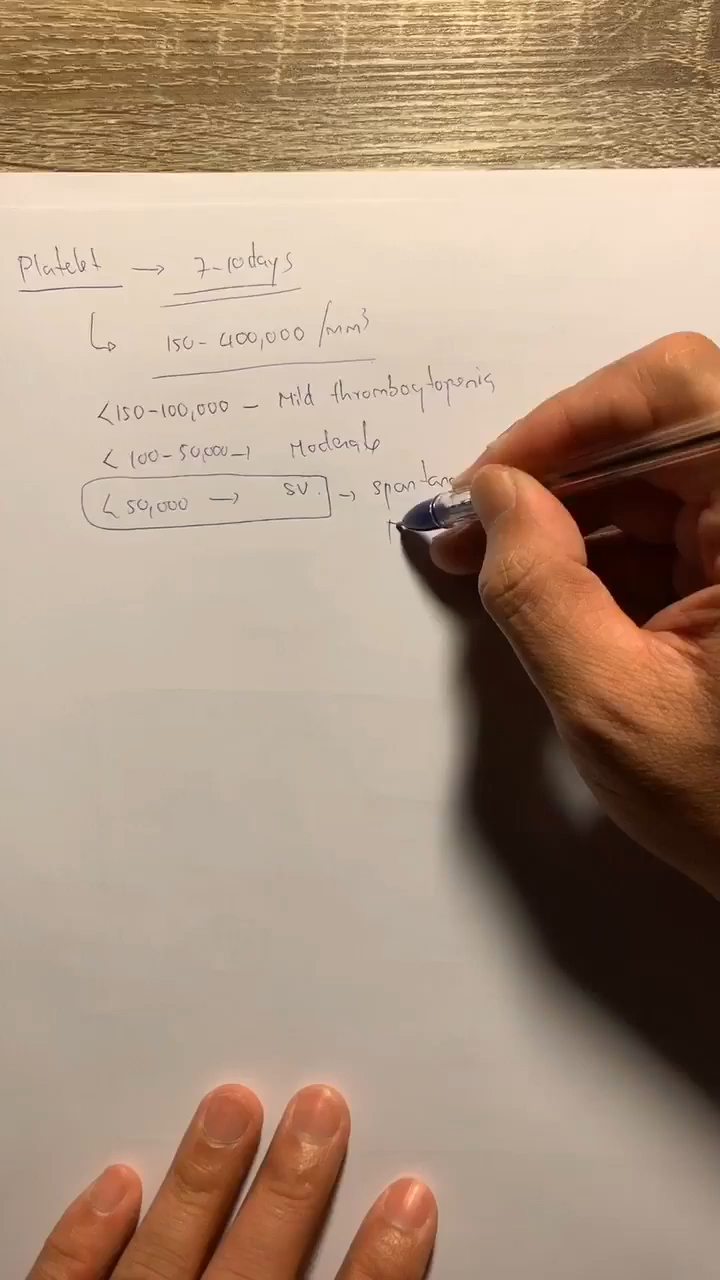 Platelet → 7-10days
↳ 150-400,000 /mm³
<150-100,000 - Mild thrombocytopenia
< 100-50,000 → Moderate
<50,000 → SV. →